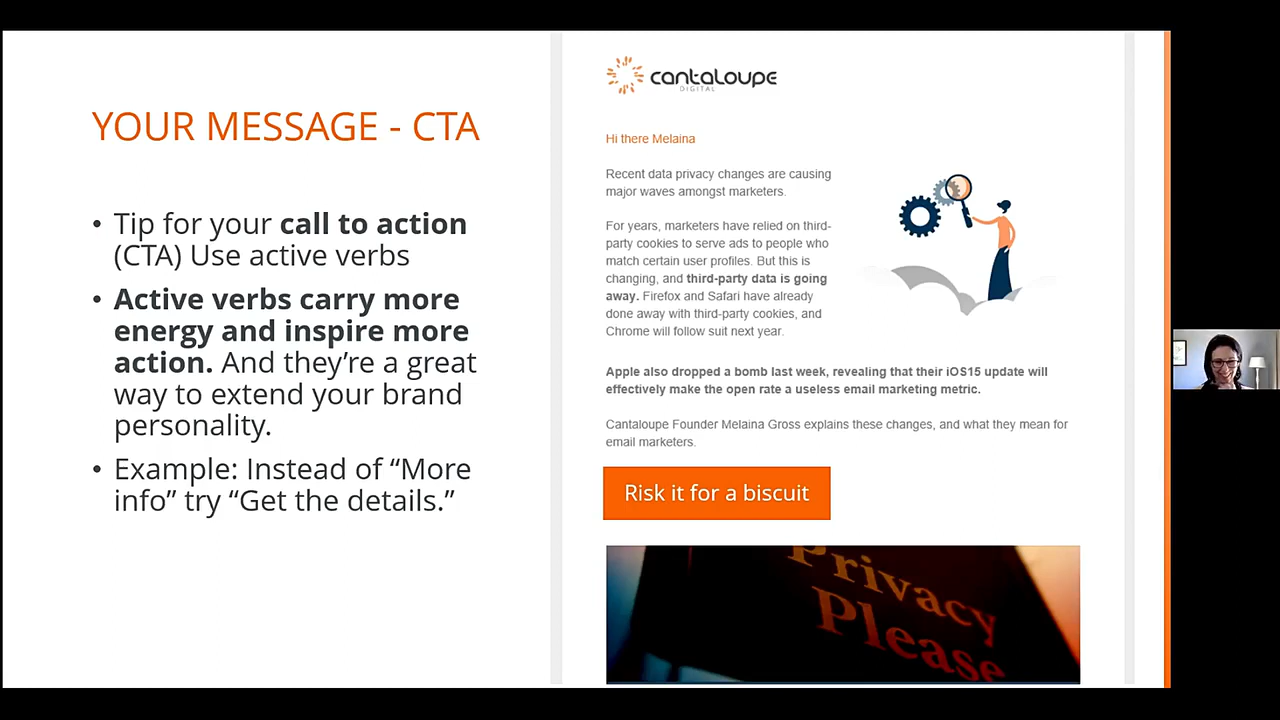 YOUR MESSAGE - CTA
• Tip for your call to action
(CTA) Use active verbs
• Active verbs carry more
energy and inspire more
action. And they're a great
way to extend your brand
personality.
• Example: Instead of “More
info” try “Get the details.”
cantaloupe
DIGITAL
Hi there Melaina
Recent data privacy changes are causing
major waves amongst marketers.
For years, marketers have relied on third-
party cookies to serve ads to people who
match certain user profiles. But this is
changing, and third-party data is going
away. Firefox and Safari have already
done away with third-party cookies, and
Chrome will follow suit next year.
Apple also dropped a bomb last week, revealing that their iOS15 update will
effectively make the open rate a useless email marketing metric.
Cantaloupe Founder Melaina Gross explains these changes, and what they mean for
email marketers.
Risk it for a biscuit
Privacy
Please